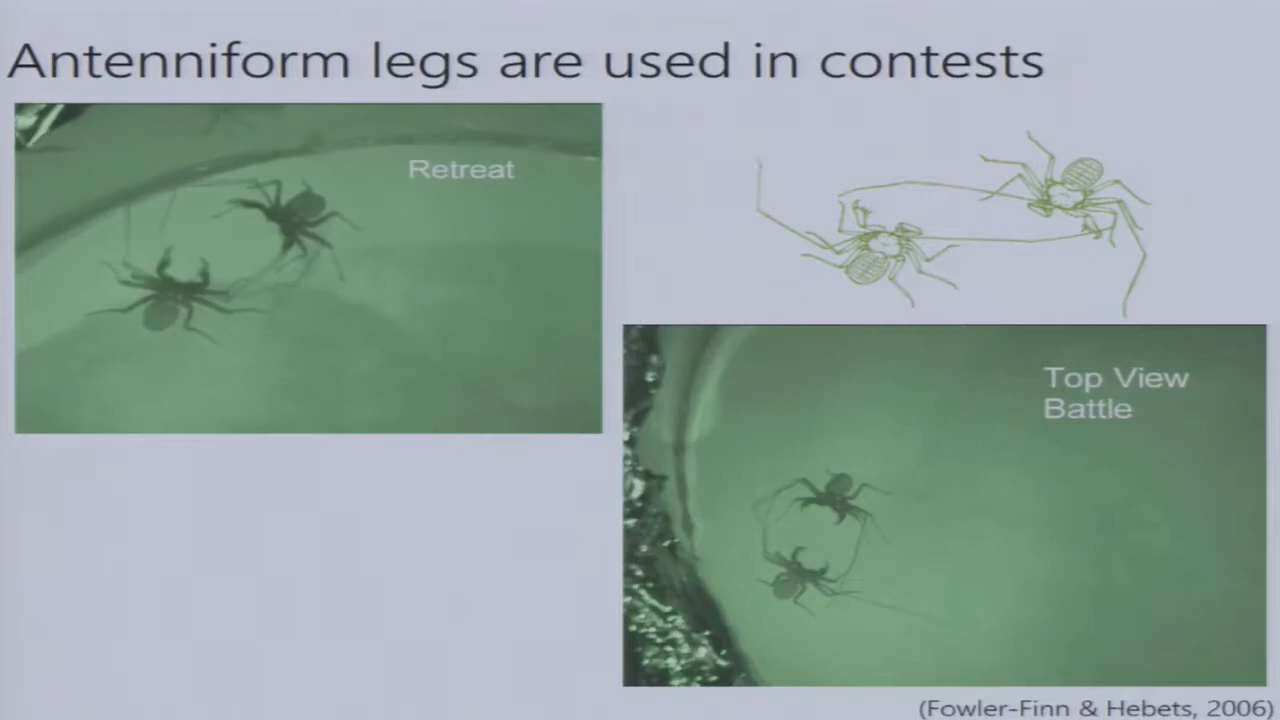 Antenniform legs are used in contests
Retreat
Top View
Battle
(Fowler-Finn & Hebets, 2006)